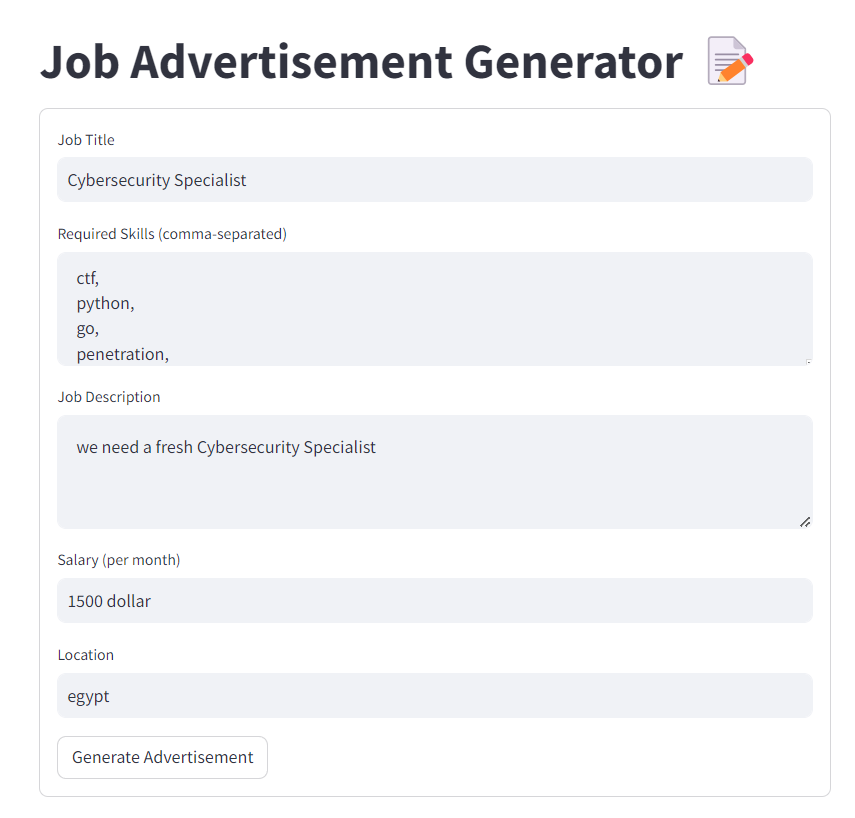 Job Advertisement Generator
Job Title
Cybersecurity Specialist
Required Skills (comma-separated)
ctf,
python,
go,
penetration,
Job Description
we need a fresh Cybersecurity Specialist
Salary (per month)
1500 dollar
Location
egypt
Generate Advertisement